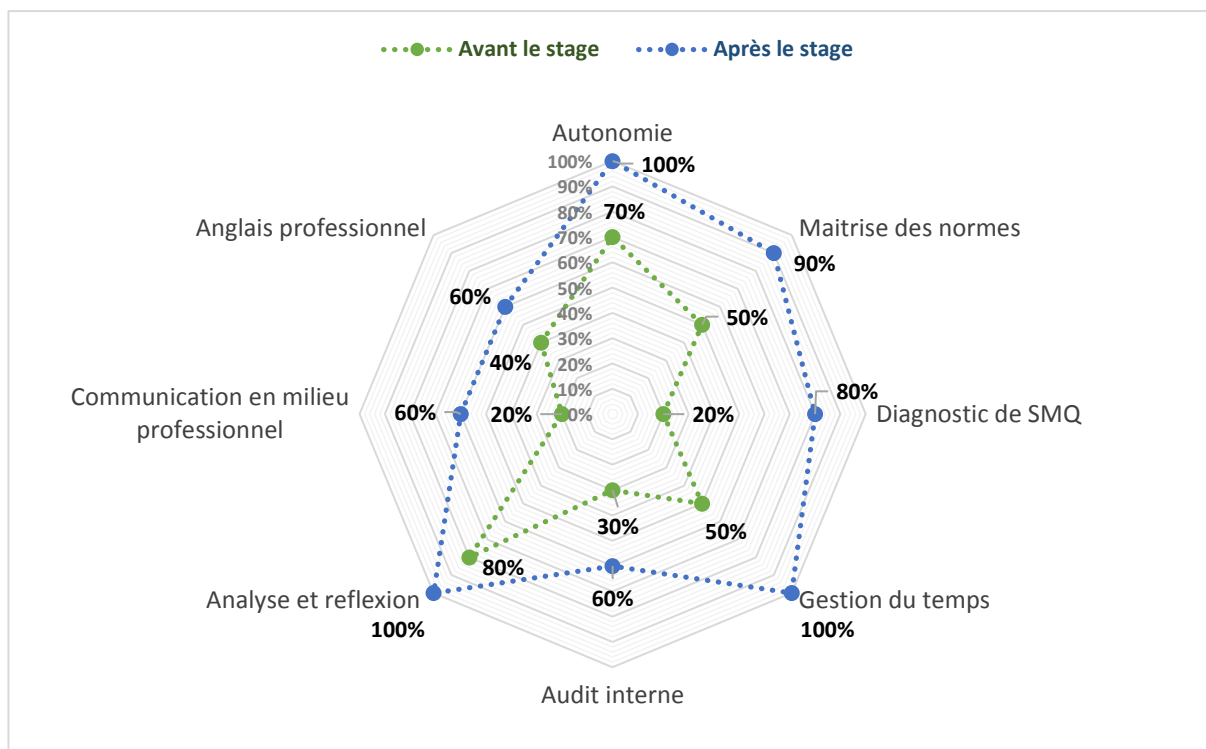 Avant le stage
Après le stage
Autonomie
100%
100%
90%
80%
70%
70%
60%
50%
40%
30%
20%
10%
0%
Anglais professionnel
Maitrise des normes
90%
60%
50%
40%
Communication en milieu
professionnel
60%
20%
20%
80%
Diagnostic de SMQ
30%
50%
80%
60%
Analyse et reflexion
100%
Gestion du temps
100%
Audit interne